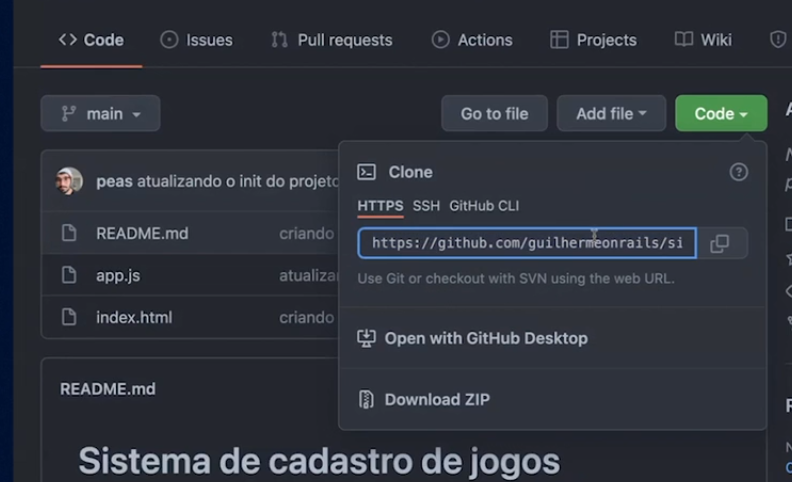 Code Issues Pull requests Actions Projects Wiki
main Go to file Add file Code
Clone
peas atualizando o init do projeto
HTTPS SSH GitHub CLI
README.md criando
https://github.com/guilhermeonrails/si
app.js atualiza
Use Git or checkout with SVN using the web URL.
index.html criando
Open with GitHub Desktop
README.md
Download ZIP
Sistema de cadastro de jogos